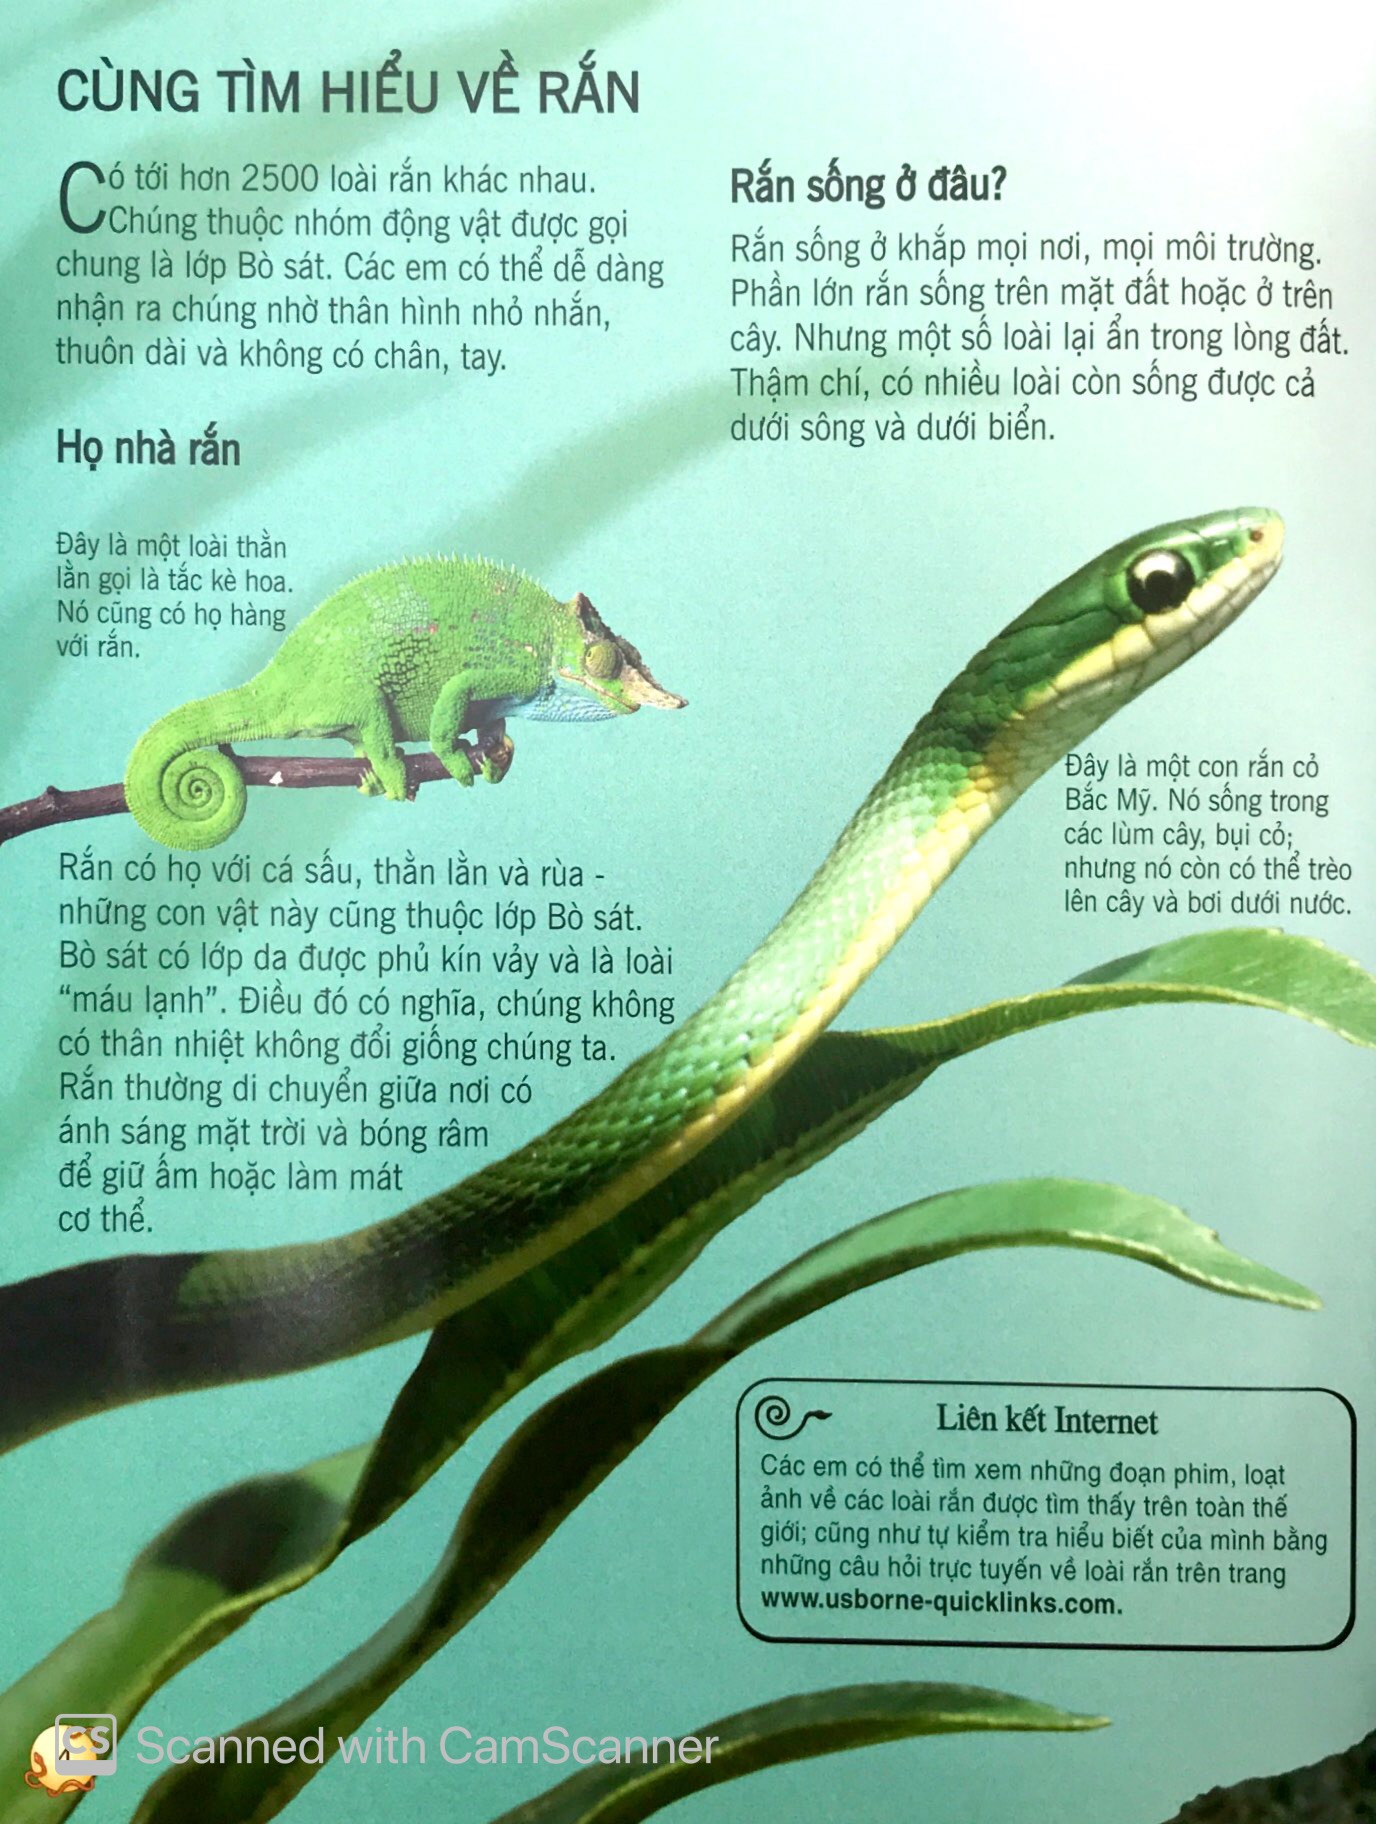 CÙNG TÌM HIỂU VỀ RẮN
Có tới hơn 2500 loài rắn khác nhau.
Chúng thuộc nhóm động vật được gọi
chung là lớp Bò sát. Các em có thể dễ dàng
nhận ra chúng nhờ thân hình nhỏ nhắn,
thuôn dài và không có chân, tay.
Họ nhà rắn
Đây là một loài thằn
lằn gọi là tắc kè hoa.
Nó cũng có họ hàng
với rắn.
Rắn có họ với cá sấu, thằn lằn và rùa -
những con vật này cũng thuộc lớp Bò sát.
Bò sát có lớp da được phủ kín vảy và là loài
“máu lạnh”. Điều đó có nghĩa, chúng không
có thân nhiệt không đổi giống chúng ta.
Rắn thường di chuyển giữa nơi có
ánh sáng mặt trời và bóng râm
để giữ ấm hoặc làm mát
cơ thể.
Rắn sống ở đâu?
Rắn sống ở khắp mọi nơi, mọi môi trường.
Phần lớn rắn sống trên mặt đất hoặc ở trên
cây. Nhưng một số loài lại ẩn trong lòng đất.
Thậm chí, có nhiều loài còn sống được cả
dưới sông và dưới biển.
Đây là một con rắn cỏ
Bắc Mỹ. Nó sống trong
các lùm cây, bụi cỏ;
nhưng nó còn có thể trèo
lên cây và bơi dưới nước.
Liên kết Internet
Các em có thể tìm xem những đoạn phim, loạt
ảnh về các loài rắn được tìm thấy trên toàn thế
giới; cũng như tự kiểm tra hiểu biết của mình bằng
những câu hỏi trực tuyến về loài rắn trên trang
www.usborne-quicklinks.com.
CS Scanned with CamScanner